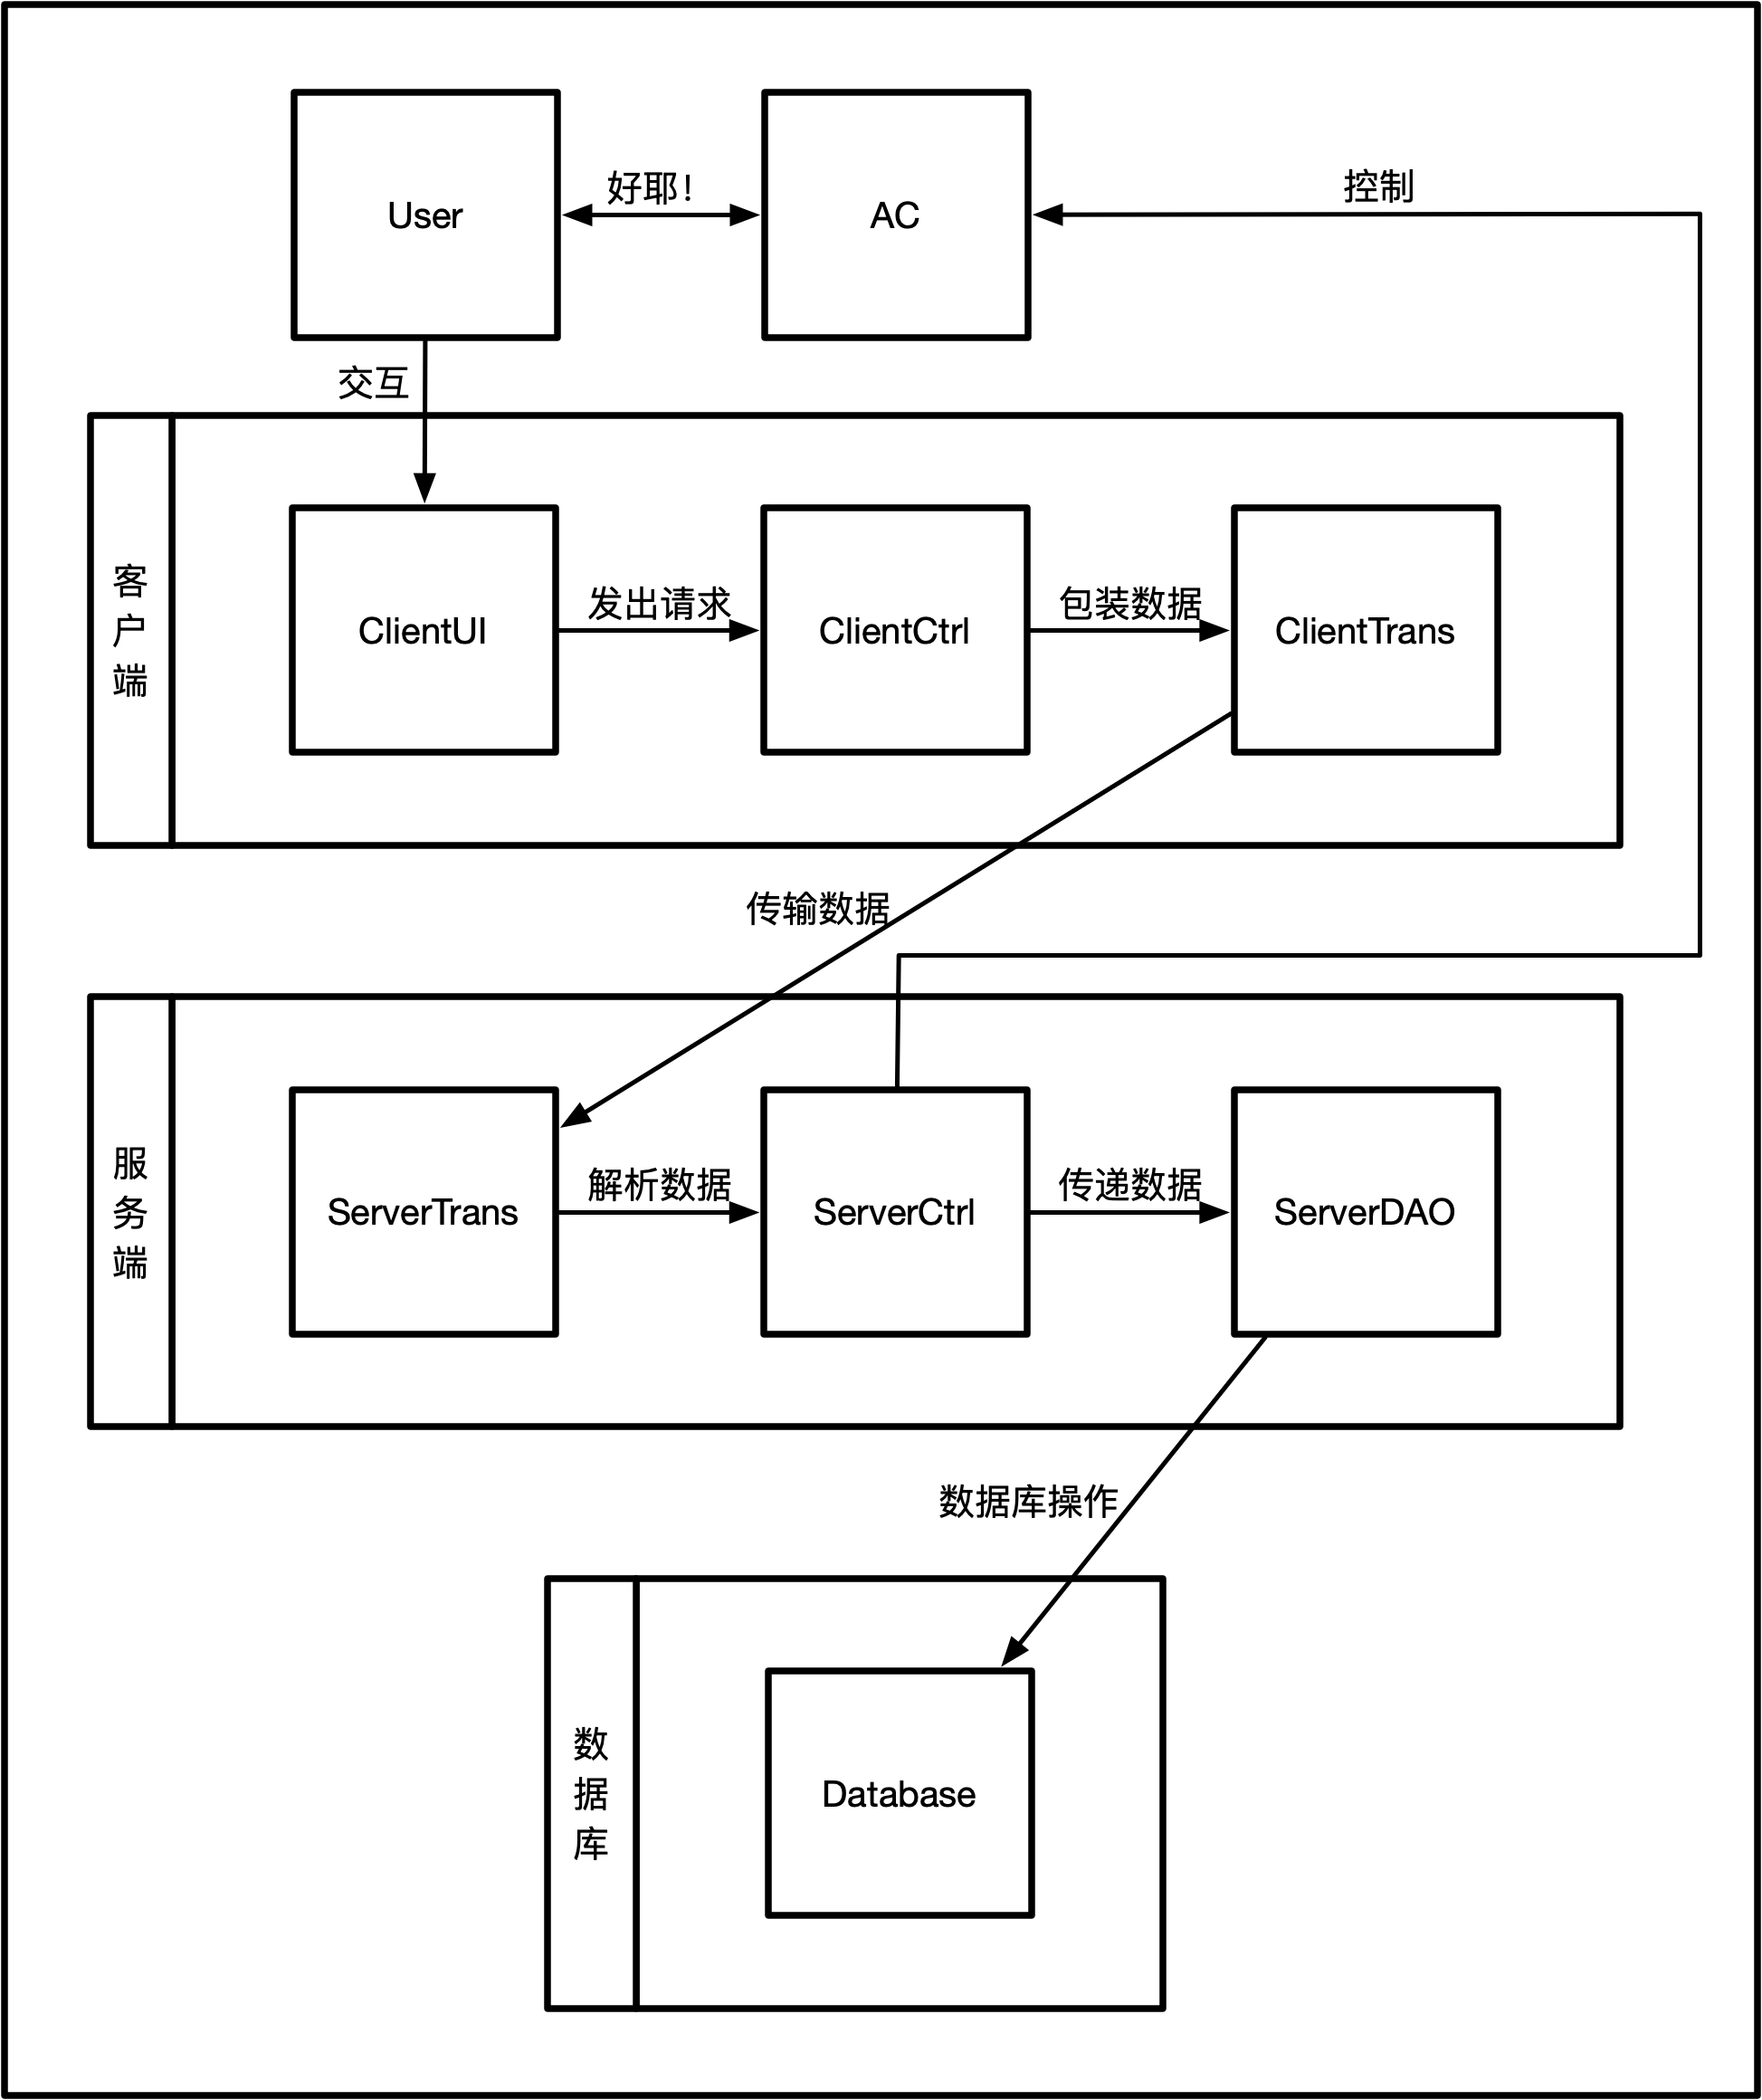 User
好耶！
AC
控制
交互
客户端
ClientUI
发出请求
ClientCtrl
包装数据
ClientTrans
传输数据
服务端
ServerTrans
解析数据
ServerCtrl
传递数据
ServerDAO
数据库操作
数据库
Database